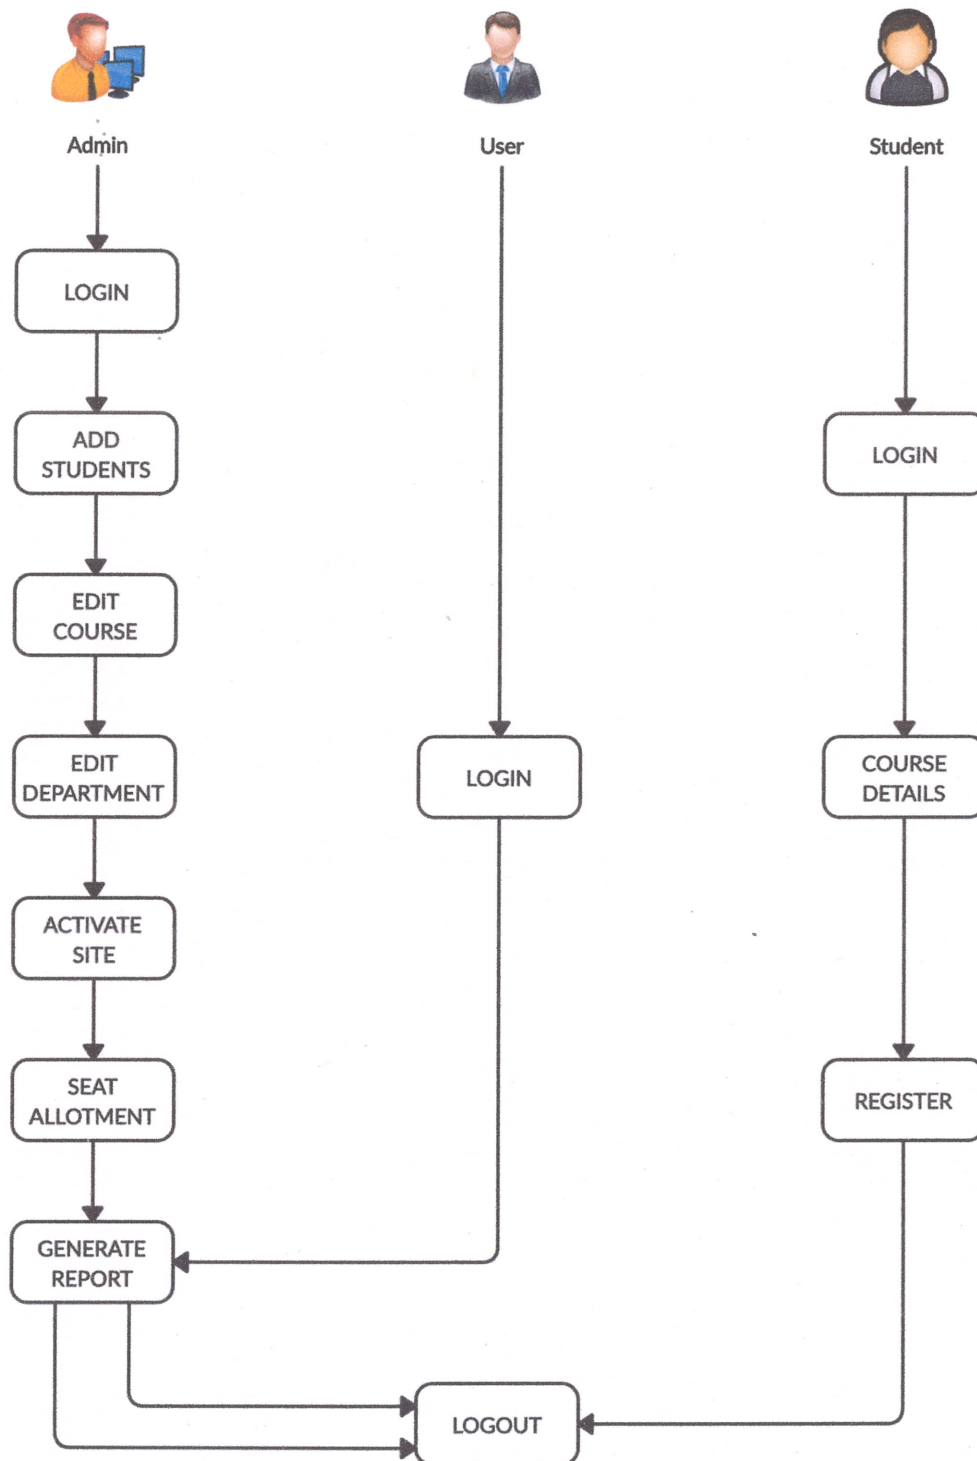 Admin
User
Student
LOGIN
ADD
STUDENTS
LOGIN
EDIT
COURSE
EDIT
DEPARTMENT
LOGIN
COURSE
DETAILS
ACTIVATE
SITE
SEAT
ALLOTMENT
REGISTER
GENERATE
REPORT
LOGOUT